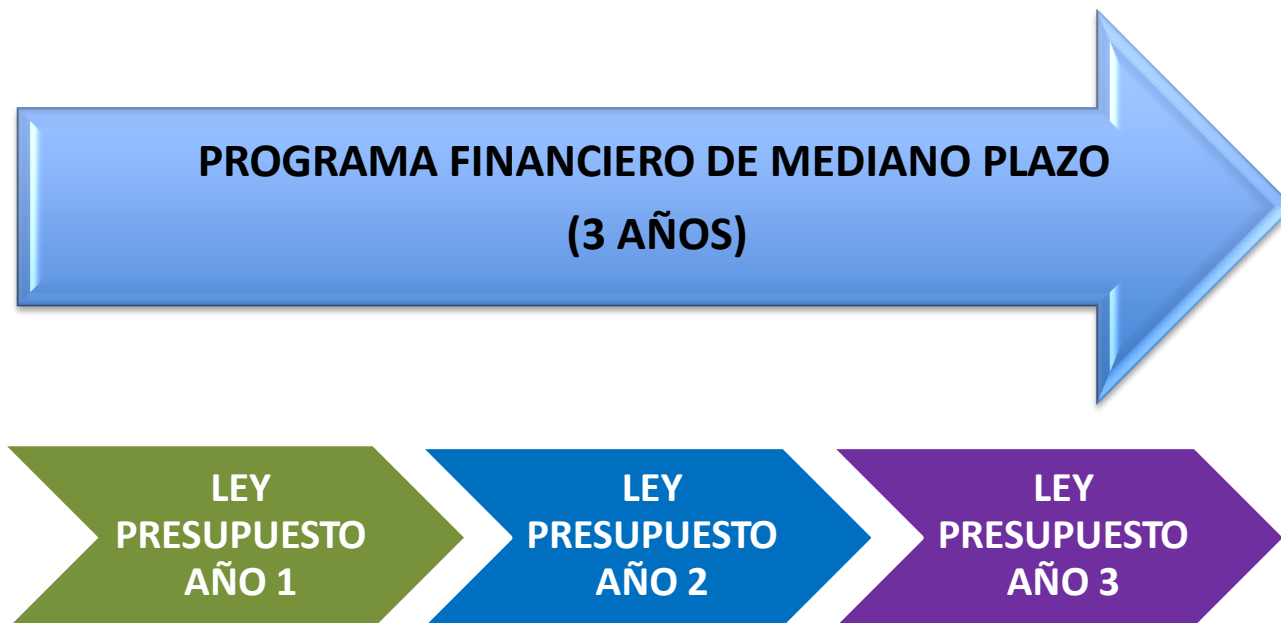 PROGRAMA FINANCIERO DE MEDIANO PLAZO
(3 AÑOS)
LEY
PRESUPUESTO
AÑO 1
LEY
PRESUPUESTO
AÑO 2
LEY
PRESUPUESTO
AÑO 3